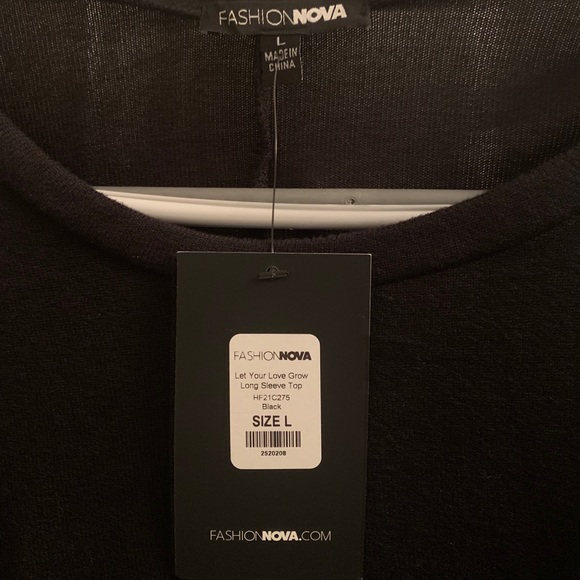 FASHIONNOVA
L
MADE IN
CHINA
FASHIONNOVA
Let Your Love Grow
Long Sleeve Top
HF21C275
Black
SIZE L
2520208
FASHIONNOVA.COM